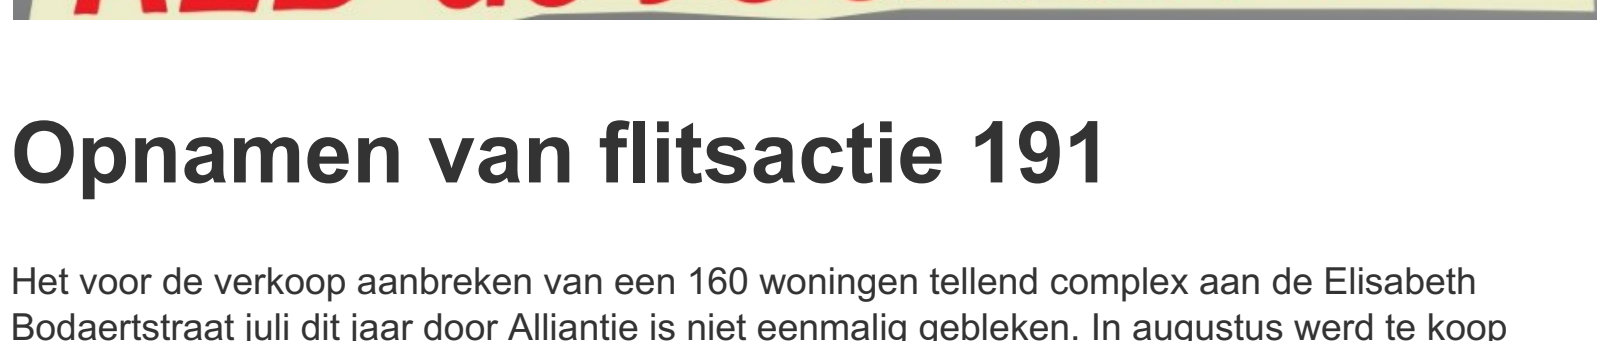 Opnamen van flitsactie 191
Het voor de verkoop aanbreken van een 160 woningen tellend complex aan de Elisabeth
Bodaertstraat juli dit jaar door Alliantie is niet eenmalig gebleken. In augustus werd te koop